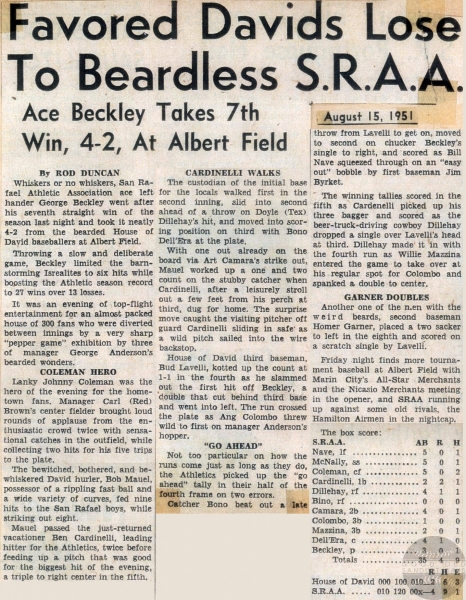 Favored Davids Lose
To Beardless S.R.A.A.
Ace Beckley Takes 7th
Win, 4-2, At Albert Field
By ROD DUNCAN
Whiskers or no whiskers, San Ra-
fael Athletic Association ace left
hander George Beckley went after
his seventh straight win of the
season last night and took it neatly
4-2 from the bearded House of
David baseballers at Albert Field.
Throwing a slow and deliberate
game, Beckley limited the barn-
storming Isrealites to six hits while
boosting the Athletic season record
to 27 wins over 13 losses.
It was an evening of top-flight
entertainment for an almost packed
house of 300 fans who were diverted
between innings by a very sharp
"pepper game" exhibition by three
of manager George Anderson's
bearded wonders.
COLEMAN HERO
Lanky Johnny Coleman was the
hero of the evening for the home-
town fans. Manager Carl (Red)
Brown's center fielder brought loud
rounds of applause from the en-
thusiastic crowd twice with sensa-
tional catches in the outfield, while
collecting two hits for his five trips
to the plate.
The bewitched, bothered, and be-
whiskered David hurler, Bob Mauel,
possessor of a rippling fast ball and
a wide variety of curves, fed nine
hits to the San Rafael boys, while
striking out eight.
Mauel passed the just-returned
vacationer Ben Cardinelli, leading
hitter for the Athletics, twice before
feeding up a pitch that was good
for the biggest hit of the evening,
a triple to right center in the fifth.
CARDINELLI WALKS
The custodian of the initial base
for the locals walked first in the
second inning, slid into second
ahead of a throw on Doyle (Tex)
Dillehay's hit, and moved into scor-
ing position on third with Bono
Dell'Era at the plate.
With one out already on the
board via Art Camara's strike out,
Mauel worked up a one and two
count on the stubby catcher when
Cardinelli, after a leisurely stroll
out a few feet from his perch at
third, dug for home. The surprise
move caught the visiting pitcher off
guard Cardinelli sliding in safe as
a wild pitch sailed into the wire
backstop.
House of David third baseman,
Bud Lavelli, kotted up the count at
1-1 in the fourth as he slammed
out the first hit off Beckley, a
double that cut behind third base
and went into left. The run crossed
the plate as Ang Colombo threw
wild to first on manager Anderson's
hopper.
"GO AHEAD"
Not too particular on how the
runs come just as long as they do,
the Athletics picked up the "go
ahead" tally in their half of the
fourth frame on two errors.
Catcher Bono beat out a late
August 15, 1951
throw from Lavelli to get on, moved
to second on chucker Beckley's
single to right, and scored as Bill
Nave squeezed through on an "easy
out" bobble by first baseman Jim
Byrket.
The winning tallies scored in the
fifth as Cardenelli picked up his
three bagger and scored as the
beer-truck-driving cowboy Dillehay
dropped a single over Lavelli's head
at third. Dillehay made it in with
the fourth run as Willie Mazzina
entered the game to take over at
his regular spot for Colombo and
spanked a double to center.
GARNER DOUBLES
Another one of the n.en with the
weird beards, second baseman
Homer Garner, placed a two sacker
to left in the eighth and scored on
a scratch single by Lavelli.
Friday night finds more tourna-
ment baseball at Albert Field with
Marin City's All-Star Merchants
and the Nicazio Merchants meeting
in the opener, and SRAA running
up against some old rivals, the
Hamilton Airmen in the nightcap.
The box score:
S.R.A.A. AB R H
Nave, lf 5 0 1
McNally, ss 5 0 1
Coleman, cf 5 0 2
Cardinelli, 1b 2 2 1
Dillehay, rf 4 1 1
Bino, rf 0 0 0
Camara, 2b 4 0 1
Colombo, 3b 1 0 0
Mazzina, 3b 2 0 1
Dell'Era, c 4 1 0
Beckley, p 3 0
Totals 35 4 9
R H E
House of David 000 100 010—2 6 3
S.R.A.A. 010 120 00x—4 9 1